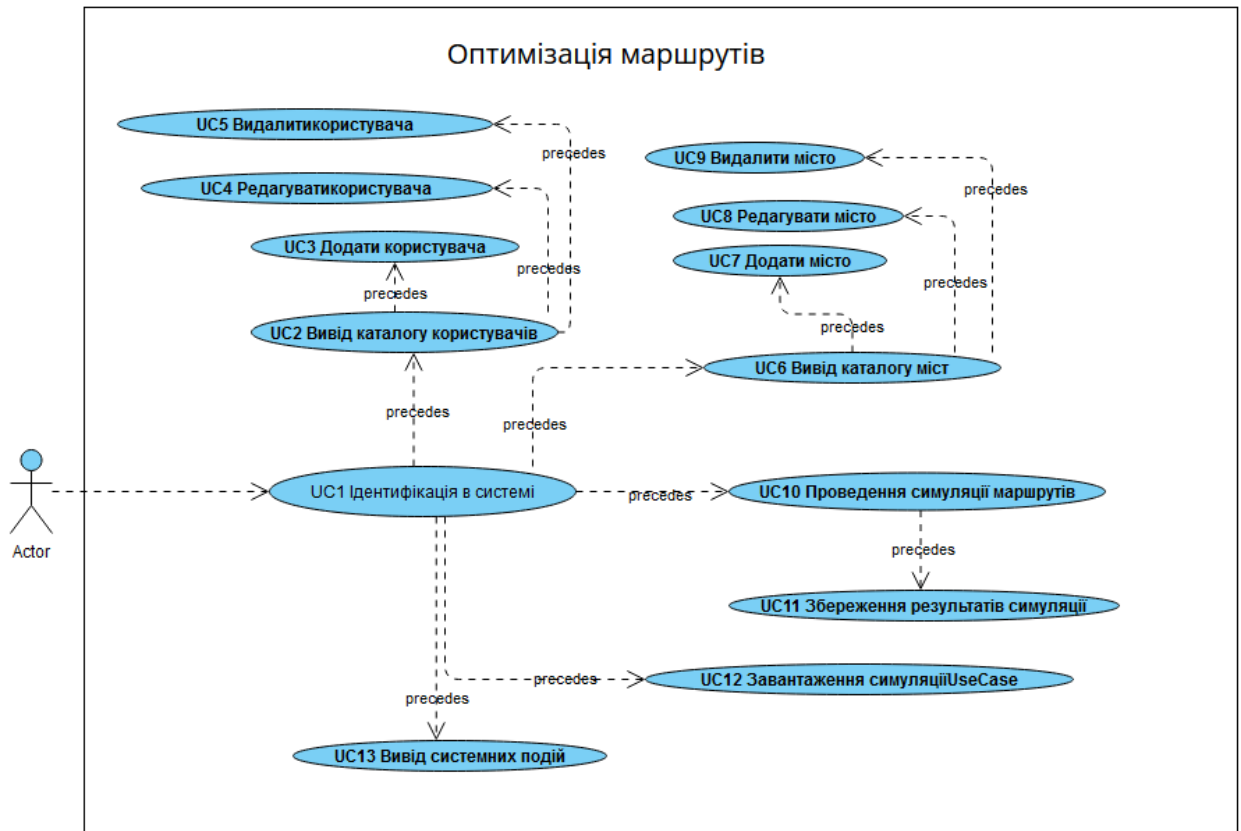 Оптимізація маршрутів
UC5 Видалитикористувача
precedes
UC9 Видалити місто
precedes
UC4 Редагуватикористувача
UC8 Редагувати місто
UC3 Додати користувача
UC7 Додати місто
precedes
precedes
precedes
precedes
UC2 Вивід каталогу користувачів
UC6 Вивід каталогу міст
precedes
precedes
UC1 Ідентифікація в системі
precedes
UC10 Проведення симуляції маршрутів
Actor
precedes
UC11 Збереження результатів симуляції
precedes
UC12 Завантаження симуляціїUseCase
precedes
UC13 Вивід системних подій